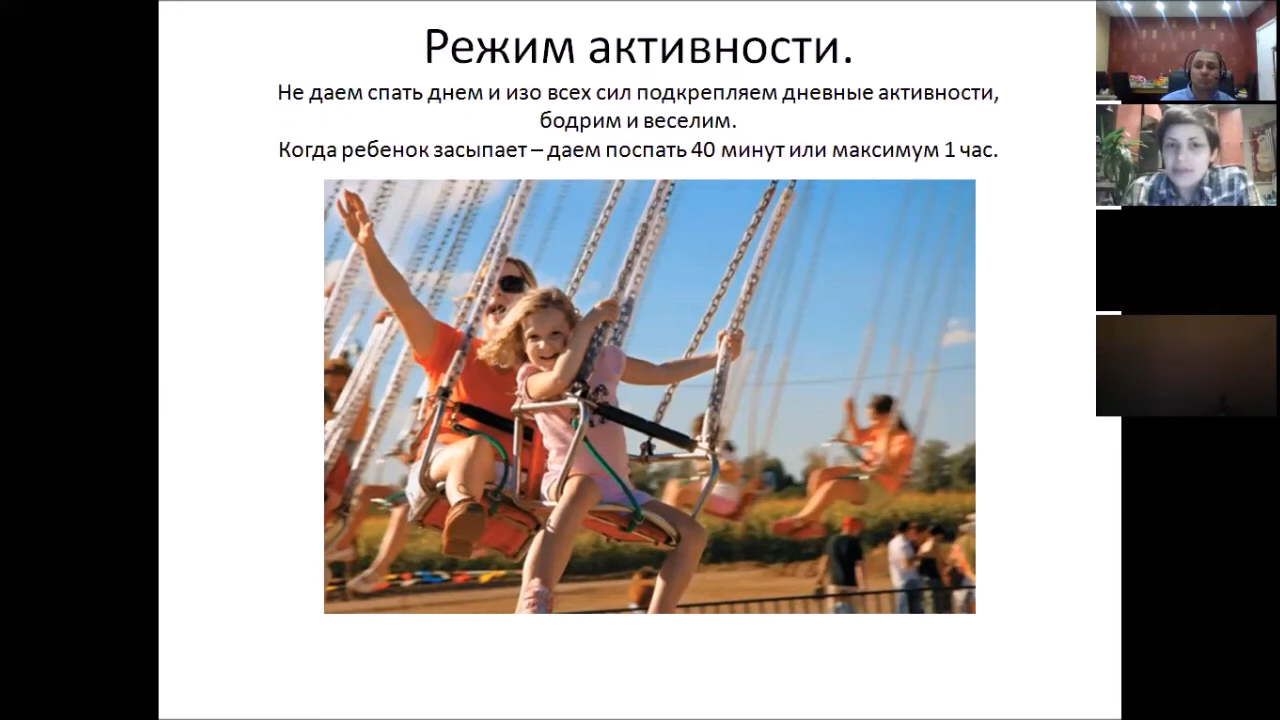 Режим активности.
Не даем спать днем и изо всех сил подкрепляем дневные активности,
бодрим и веселим.
Когда ребенок засыпает – даем поспать 40 минут или максимум 1 час.